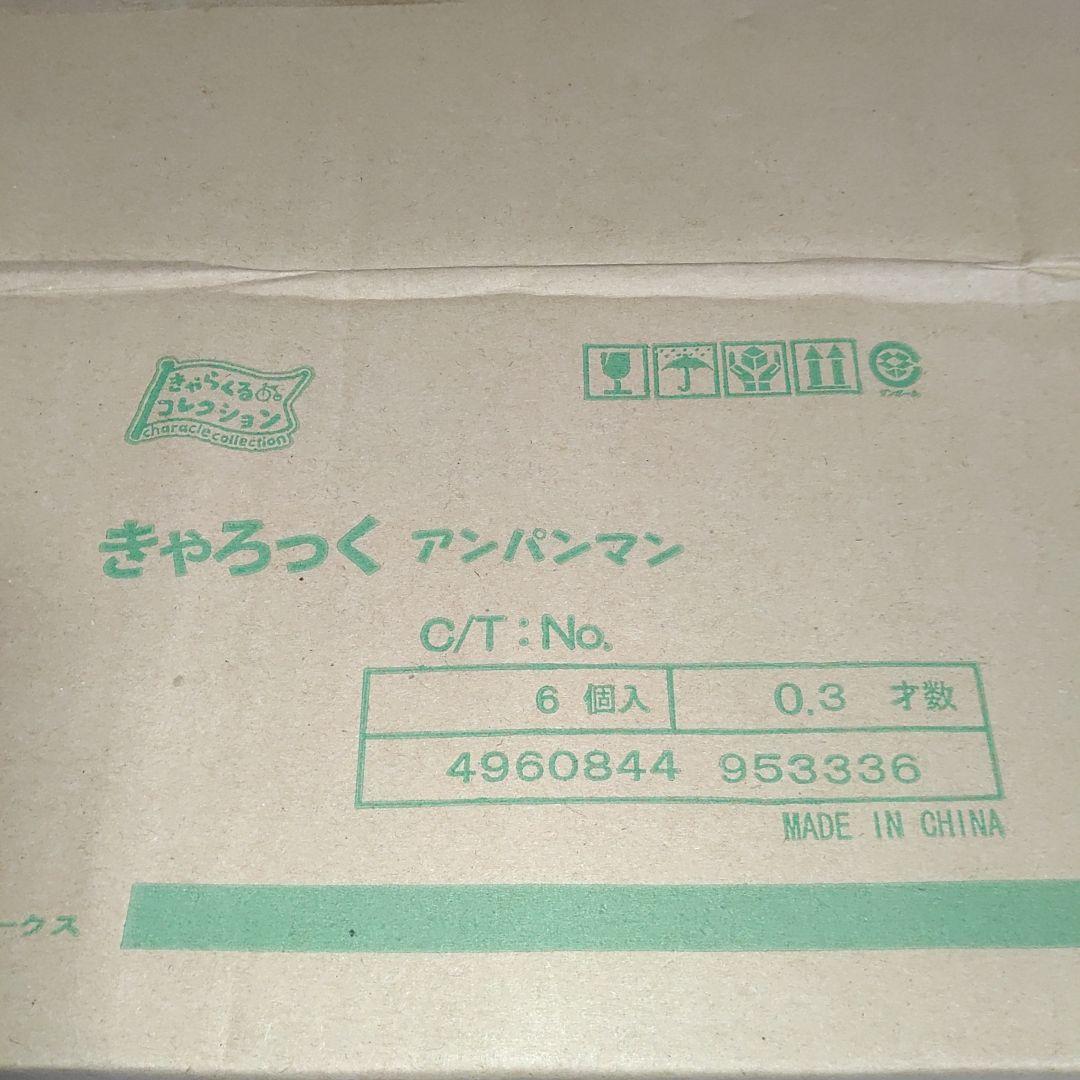 きゃらくる
コレクション
characlecollection
きゃろっく アンパンマン
C/T：No.
6 個入 0.3 才数
4960844 953336
MADE IN CHINA
ークス